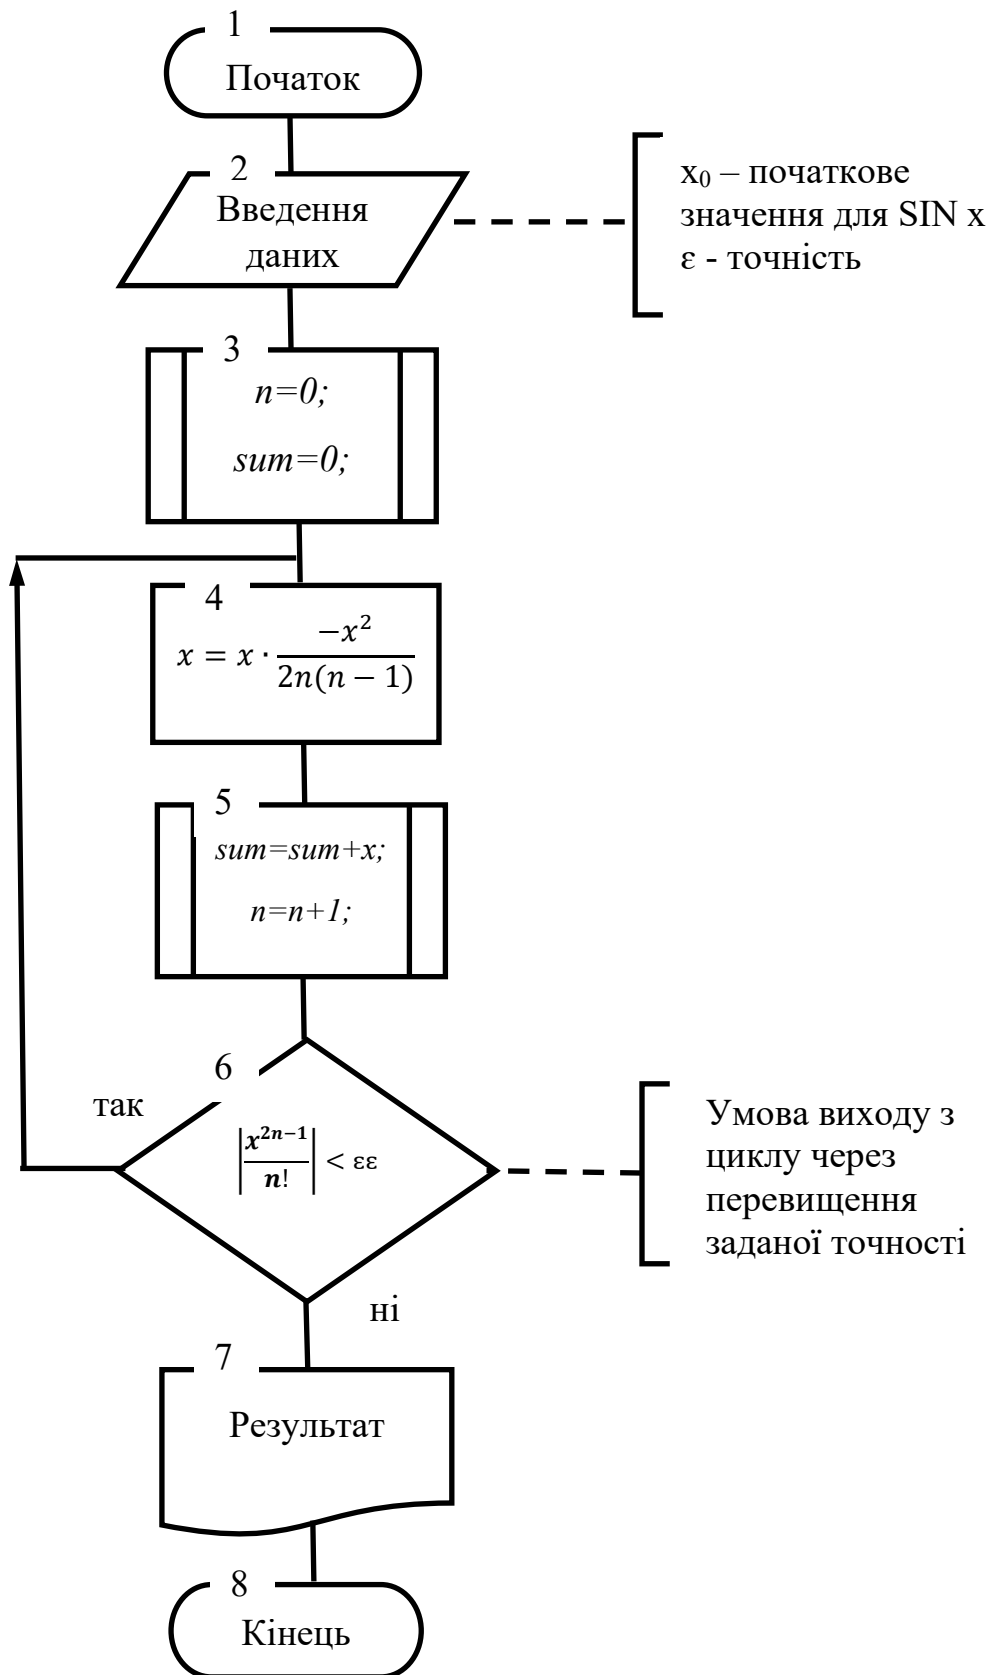 1
Початок
2
Введення
даних
x₀ – початкове
значення для SIN x
ε - точність
3
n=0;
sum=0;
4
x = x · −x² / 2n(n − 1)
5
sum=sum+x;
n=n+1;
6
так
|x²ⁿ⁻¹ / n!| < εε
Умова виходу з
циклу через
перевищення
заданої точності
ні
7
Результат
8
Кінець